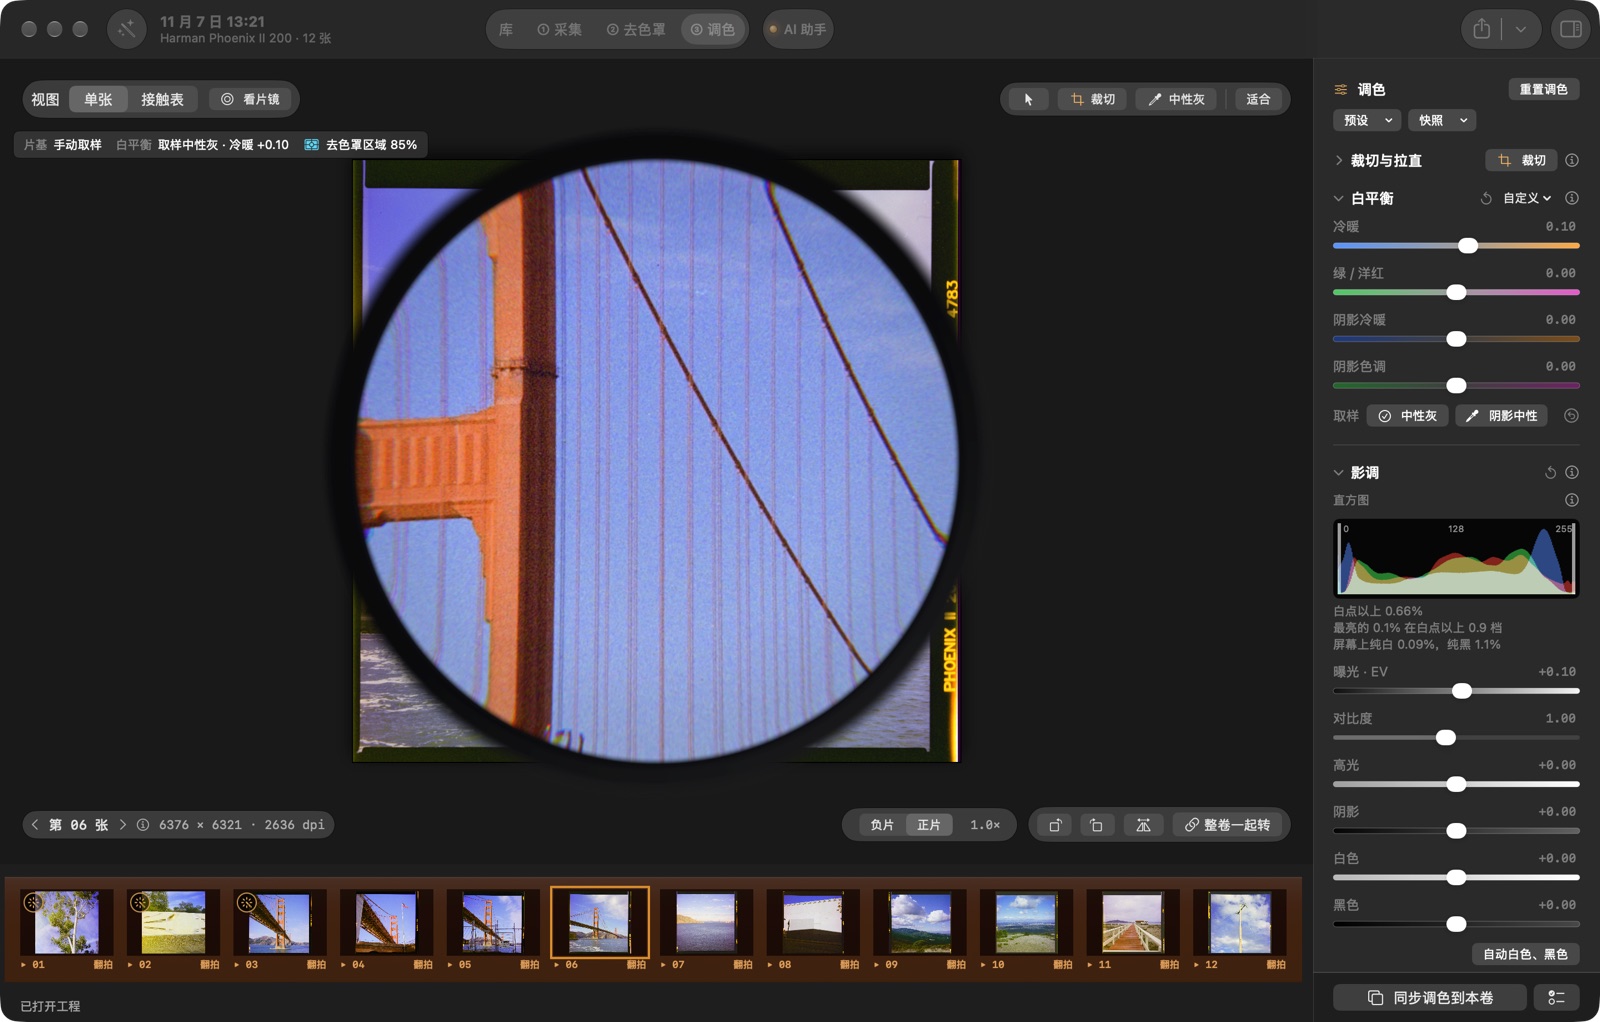 11 月 7 日 13:21
Harman Phoenix II 200 · 12 张
库 ① 采集 ② 去色罩 ③ 调色 AI 助手
视图 单张 接触表 看片镜
裁切 中性灰 适合
片基 手动取样 白平衡 取样中性灰 · 冷暖 +0.10 去色罩区域 85%
4783
PHOENIX II
第 06 张 6376 × 6321 · 2636 dpi
负片 正片 1.0×
整卷一起转
01 翻拍 02 翻拍 03 翻拍 04 翻拍 05 翻拍 06 翻拍 07 翻拍 08 翻拍 09 翻拍 10 翻拍 11 翻拍 12 翻拍
已打开工程
调色 重置调色
预设 快照
裁切与拉直 裁切
白平衡 自定义
冷暖 0.10
绿 / 洋红 0.00
阴影冷暖 0.00
阴影色调 0.00
取样 中性灰 阴影中性
影调
直方图
0 128 255
白点以上 0.66%
最亮的 0.1% 在白点以上 0.9 档
屏幕上纯白 0.09%，纯黑 1.1%
曝光 · EV +0.10
对比度 1.00
高光 +0.00
阴影 +0.00
白色 +0.00
黑色 +0.00
自动白色、黑色
同步调色到本卷